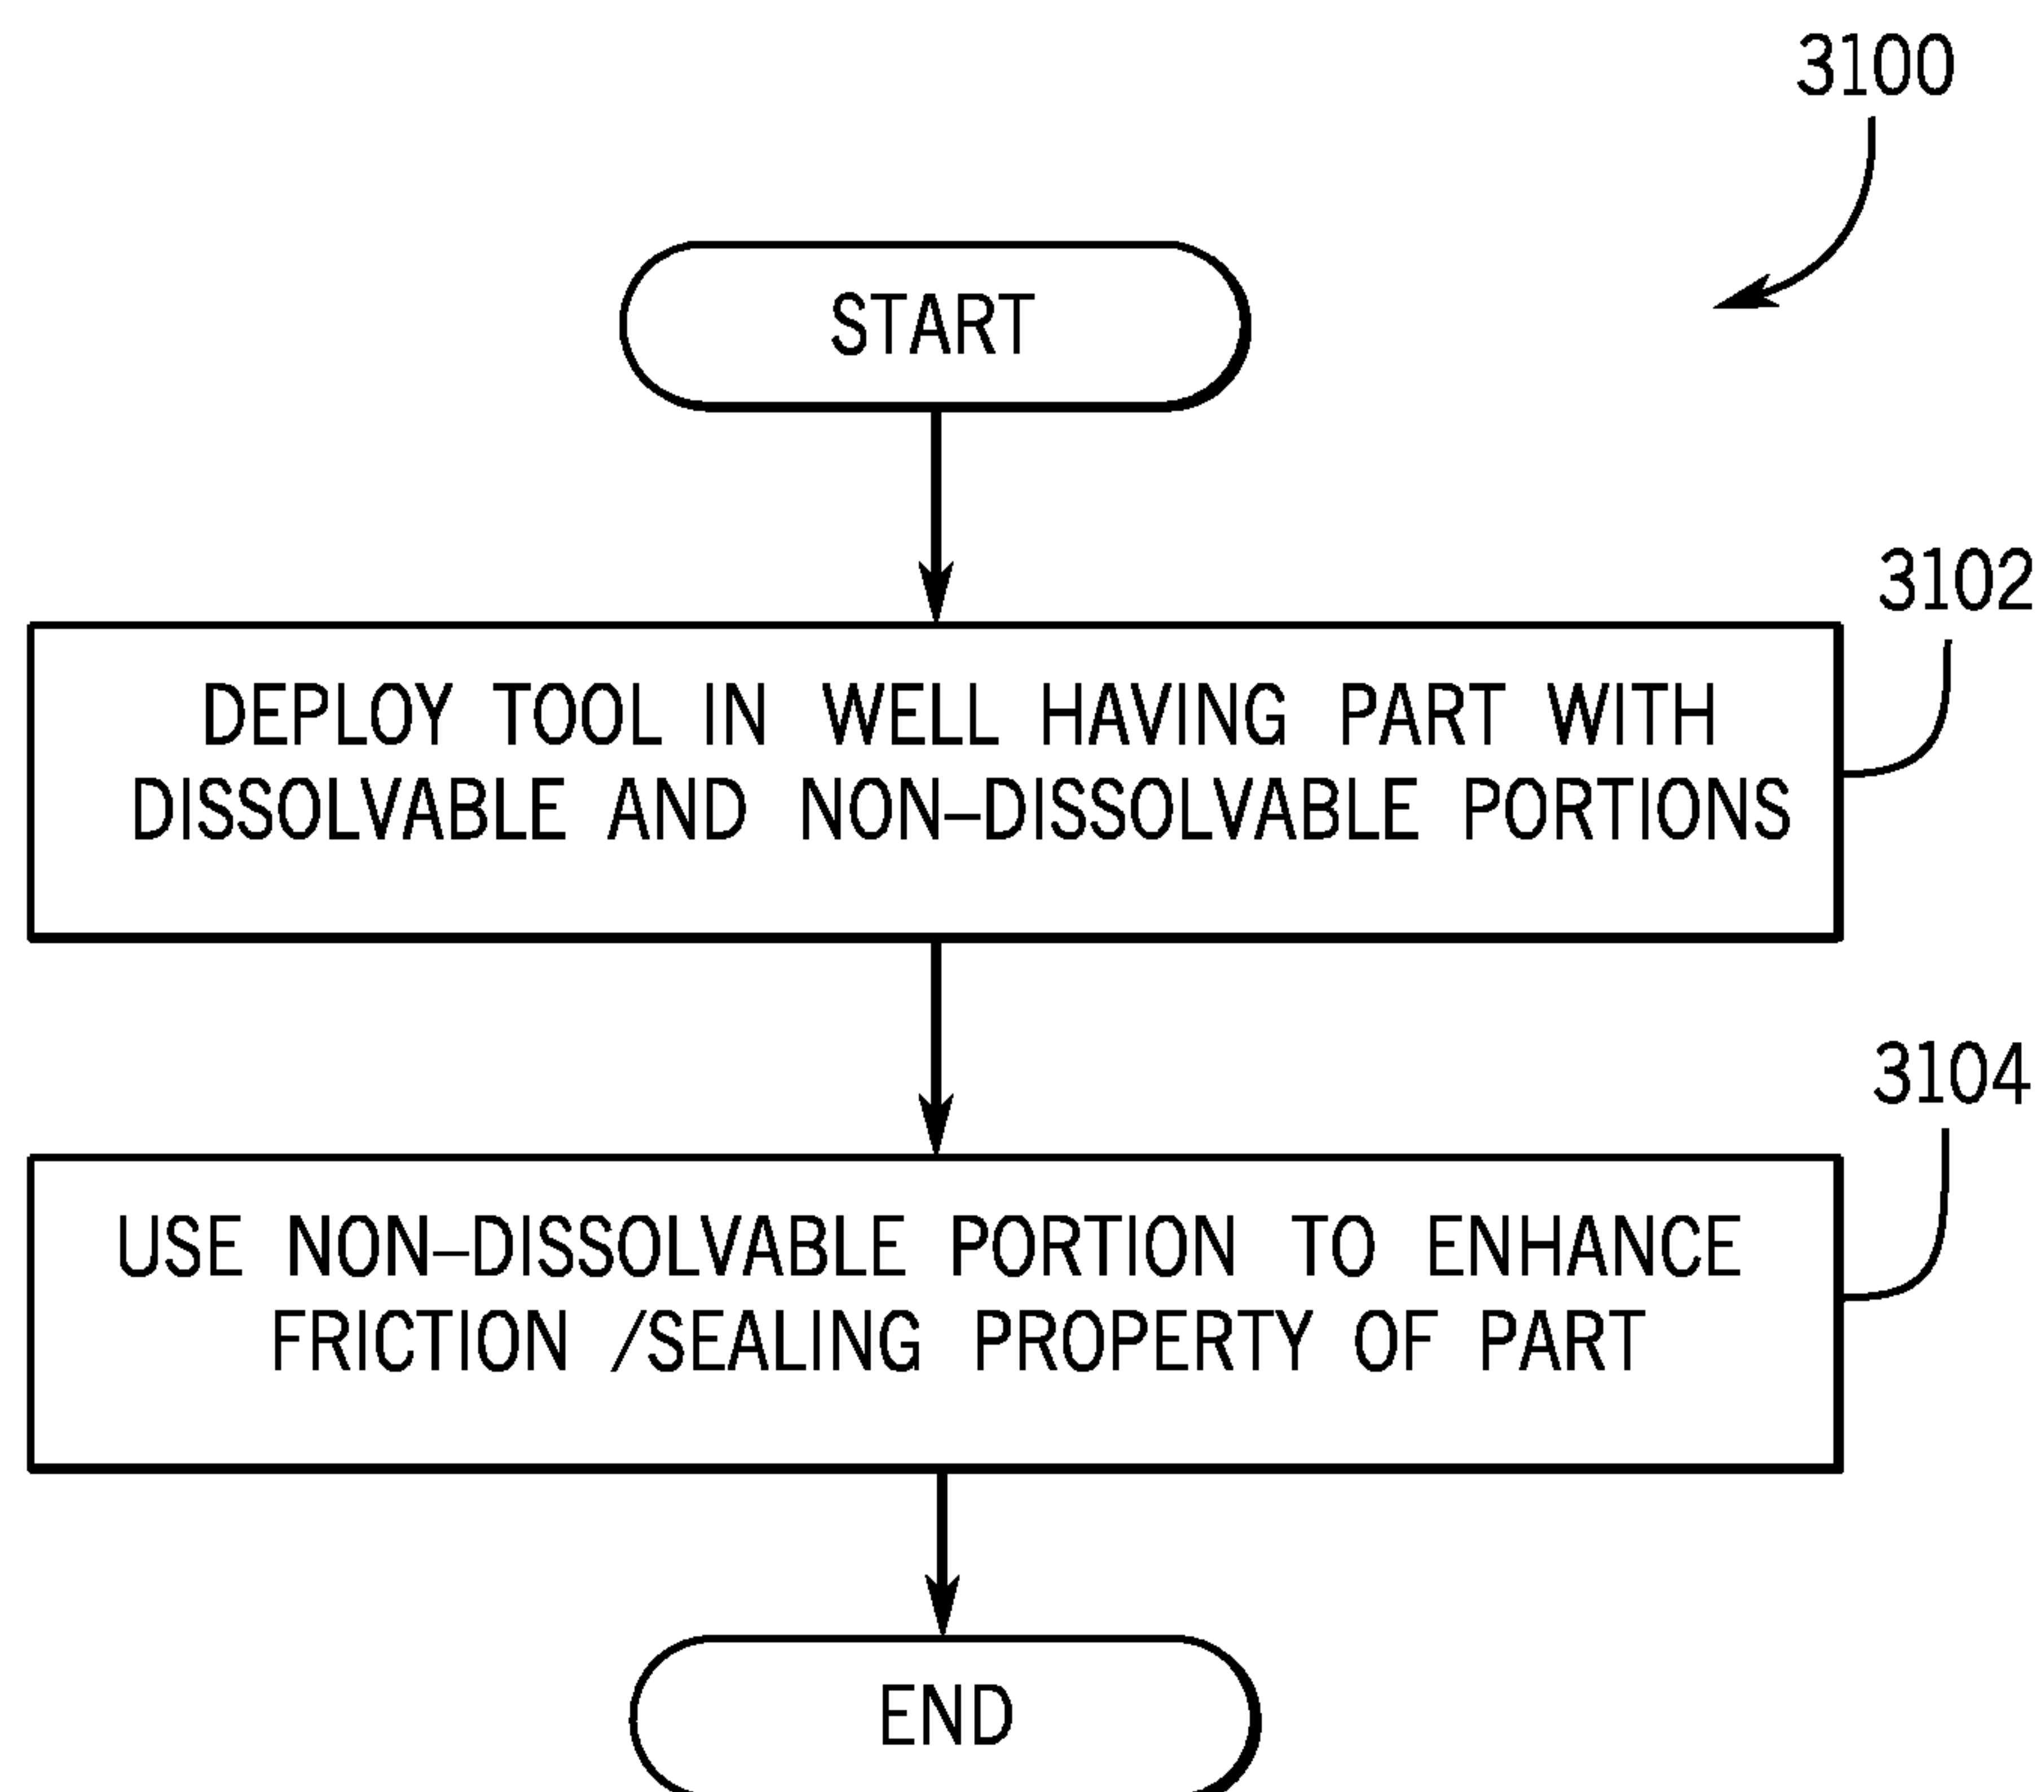 3100
START
3102
DEPLOY TOOL IN WELL HAVING PART WITH
DISSOLVABLE AND NON-DISSOLVABLE PORTIONS
3104
USE NON-DISSOLVABLE PORTION TO ENHANCE
FRICTION /SEALING PROPERTY OF PART
END